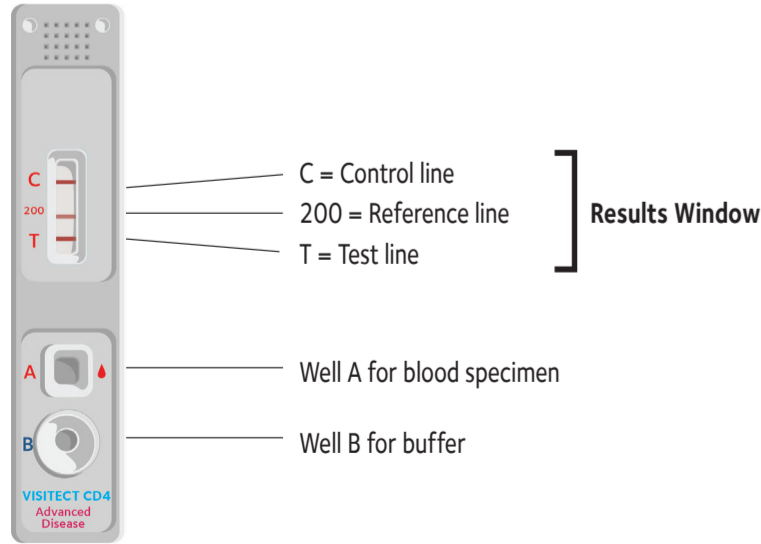 C
200
T
C = Control line
200 = Reference line
T = Test line
Results Window
A
Well A for blood specimen
B
Well B for buffer
VISITECT CD4
Advanced
Disease